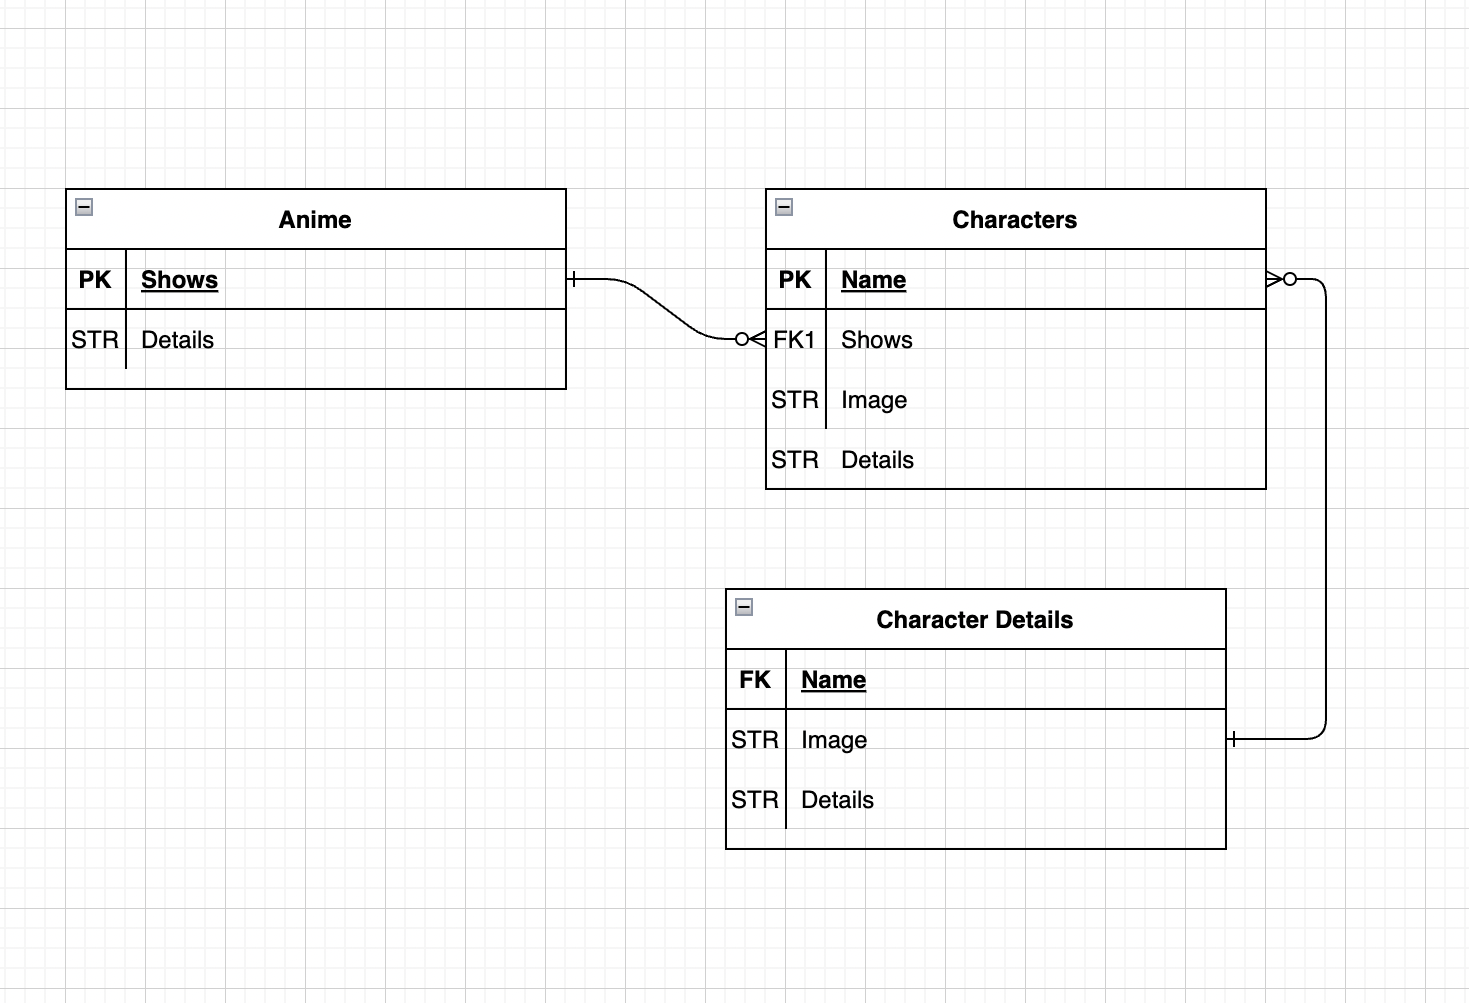 Anime
PK Shows
STR Details
Characters
PK Name
FK1 Shows
STR Image
STR Details
Character Details
FK Name
STR Image
STR Details